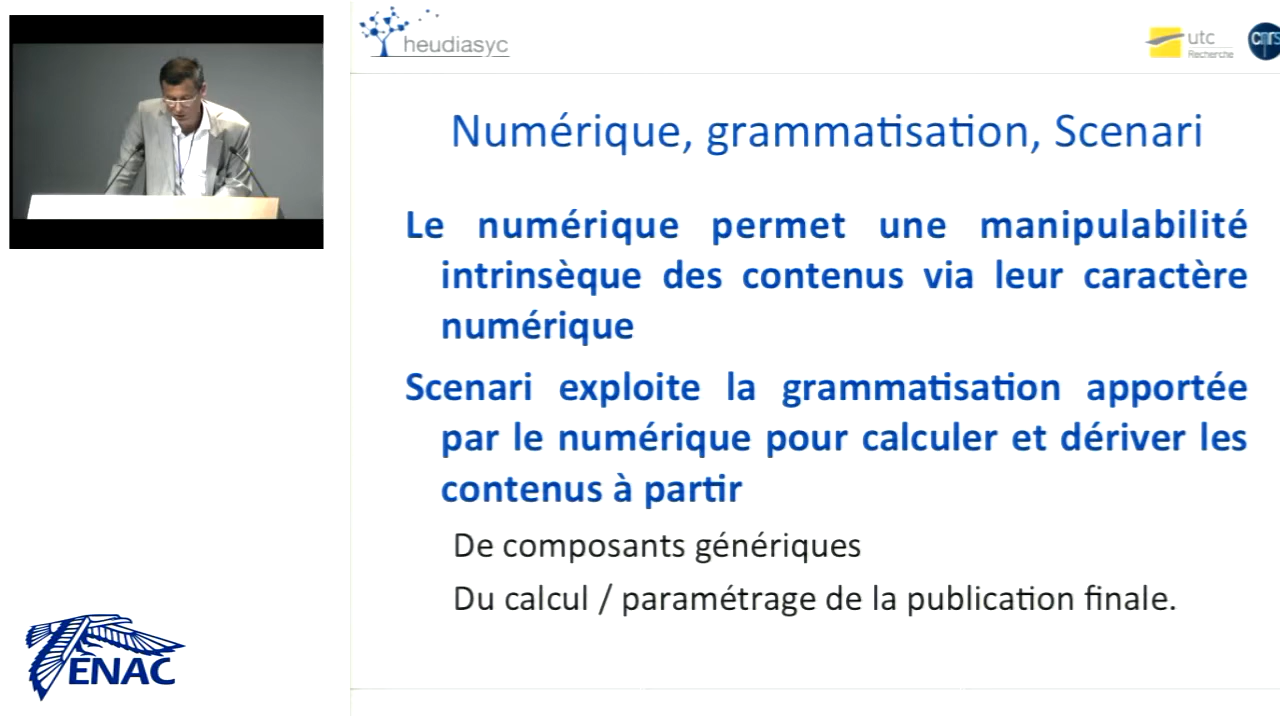 heudiasyc
utc
Recherche
cnrs
Numérique, grammatisation, Scenari
Le numérique permet une manipulabilité
intrinsèque des contenus via leur caractère
numérique
Scenari exploite la grammatisation apportée
par le numérique pour calculer et dériver les
contenus à partir
De composants génériques
Du calcul / paramétrage de la publication finale.
ENAC